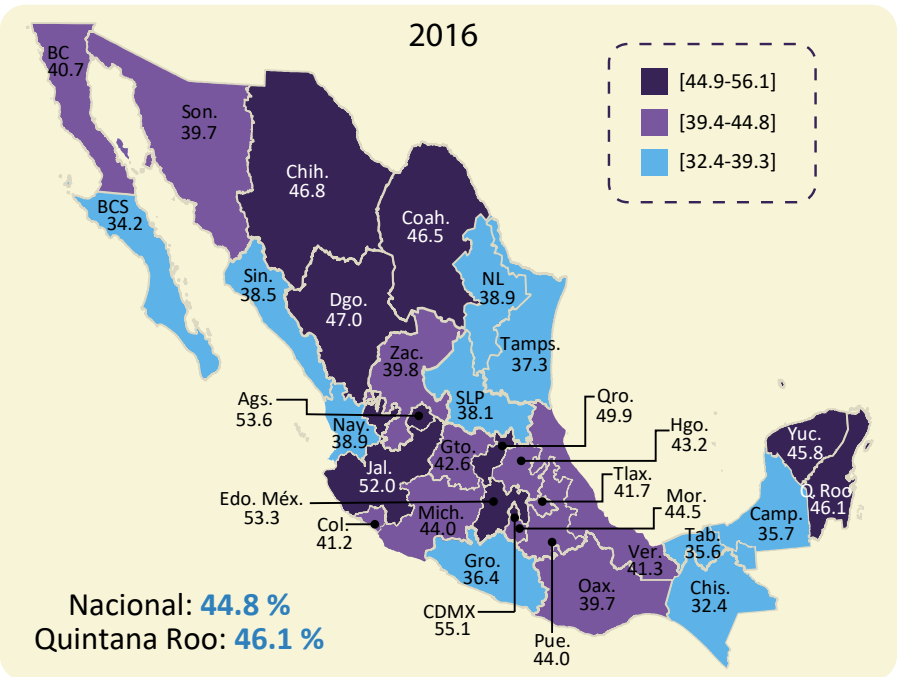 2016
[44.9-56.1]
[39.4-44.8]
[32.4-39.3]
BC
40.7
Son.
39.7
Chih.
46.8
Coah.
46.5
BCS
34.2
Sin.
38.5
Dgo.
47.0
NL
38.9
Tamps.
37.3
Zac.
39.8
SLP
38.1
Ags.
53.6
Nay.
38.9
Qro.
49.9
Hgo.
43.2
Yuc.
45.8
Gto.
42.6
Jal.
52.0
Tlax.
41.7
Q Roo
46.1
Edo. Méx.
53.3
Mich.
44.0
Mor.
44.5
Camp.
35.7
Col.
41.2
Ver.
41.3
Tab.
35.6
Gro.
36.4
Oax.
39.7
Chis.
32.4
CDMX
55.1
Pue.
44.0
Nacional: 44.8 %
Quintana Roo: 46.1 %